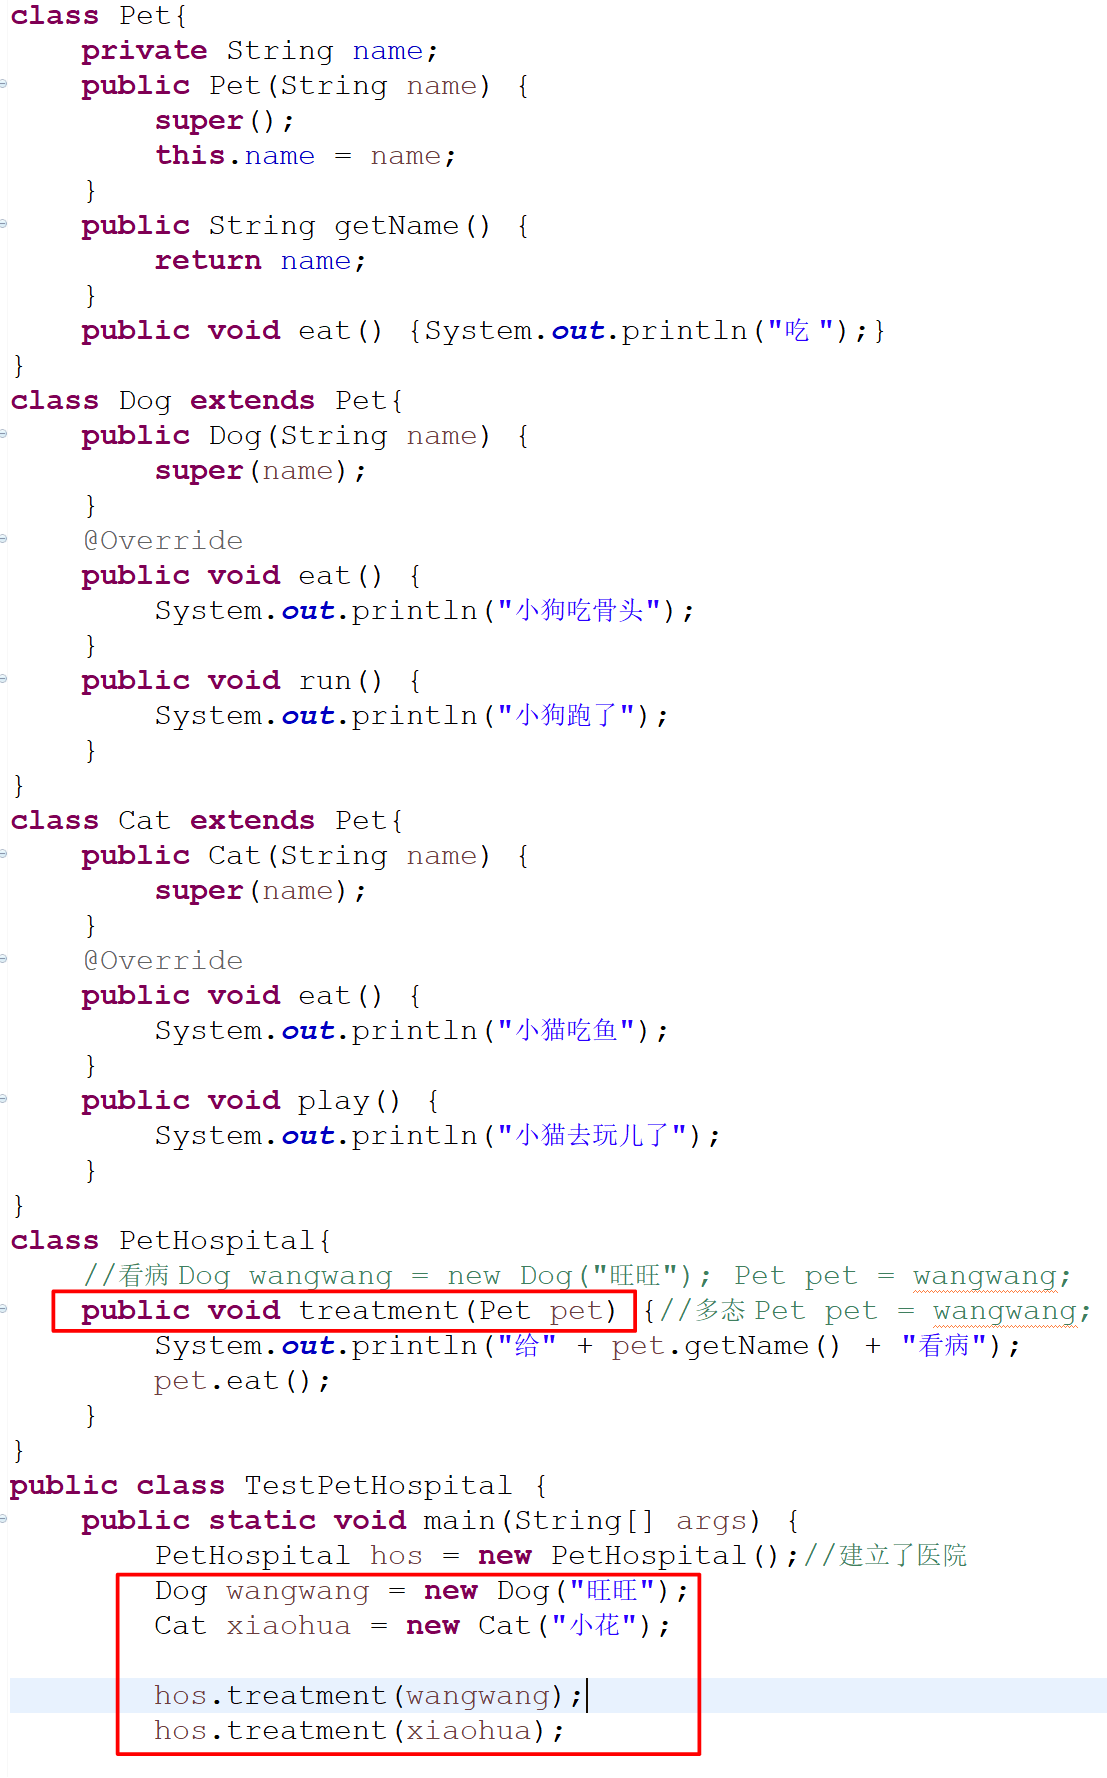 class Pet{
private String name;
public Pet(String name) {
super();
this.name = name;
}
public String getName() {
return name;
}
public void eat() {System.out.println("吃 ");}
}
class Dog extends Pet{
public Dog(String name) {
super(name);
}
@Override
public void eat() {
System.out.println("小狗吃骨头");
}
public void run() {
System.out.println("小狗跑了");
}
}
class Cat extends Pet{
public Cat(String name) {
super(name);
}
@Override
public void eat() {
System.out.println("小猫吃鱼");
}
public void play() {
System.out.println("小猫去玩儿了");
}
}
class PetHospital{
//看病 Dog wangwang = new Dog("旺旺"); Pet pet = wangwang;
public void treatment(Pet pet) {//多态 Pet pet = wangwang;
System.out.println("给" + pet.getName() + "看病");
pet.eat();
}
}
public class TestPetHospital {
public static void main(String[] args) {
PetHospital hos = new PetHospital();//建立了医院
Dog wangwang = new Dog("旺旺");
Cat xiaohua = new Cat("小花");
hos.treatment(wangwang);
hos.treatment(xiaohua);